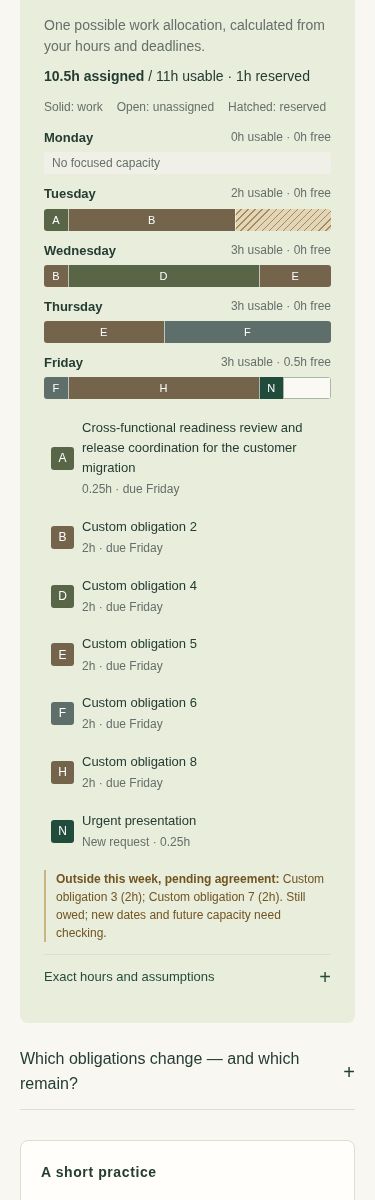 One possible work allocation, calculated from
your hours and deadlines.
10.5h assigned / 11h usable · 1h reserved
Solid: work Open: unassigned Hatched: reserved
Monday 0h usable · 0h free
No focused capacity
Tuesday 2h usable · 0h free
A B
Wednesday 3h usable · 0h free
B D E
Thursday 3h usable · 0h free
E F
Friday 3h usable · 0.5h free
F H N
Cross-functional readiness review and
release coordination for the customer
A migration
0.25h · due Friday
B Custom obligation 2
2h · due Friday
D Custom obligation 4
2h · due Friday
E Custom obligation 5
2h · due Friday
F Custom obligation 6
2h · due Friday
H Custom obligation 8
2h · due Friday
N Urgent presentation
New request · 0.25h
Outside this week, pending agreement: Custom
obligation 3 (2h); Custom obligation 7 (2h). Still
owed; new dates and future capacity need
checking.
Exact hours and assumptions +
Which obligations change — and which
remain? +
A short practice